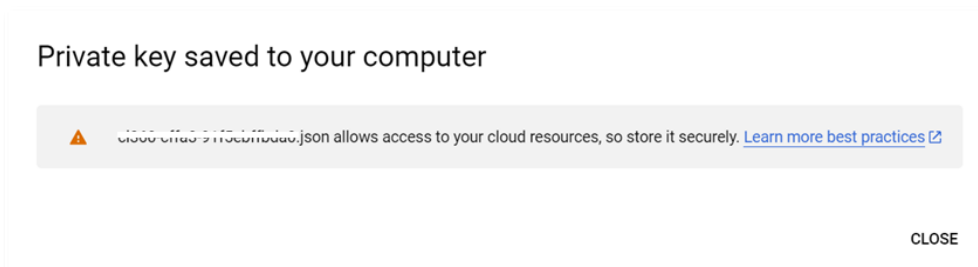 Private key saved to your computer
.json allows access to your cloud resources, so store it securely. Learn more best practices
CLOSE